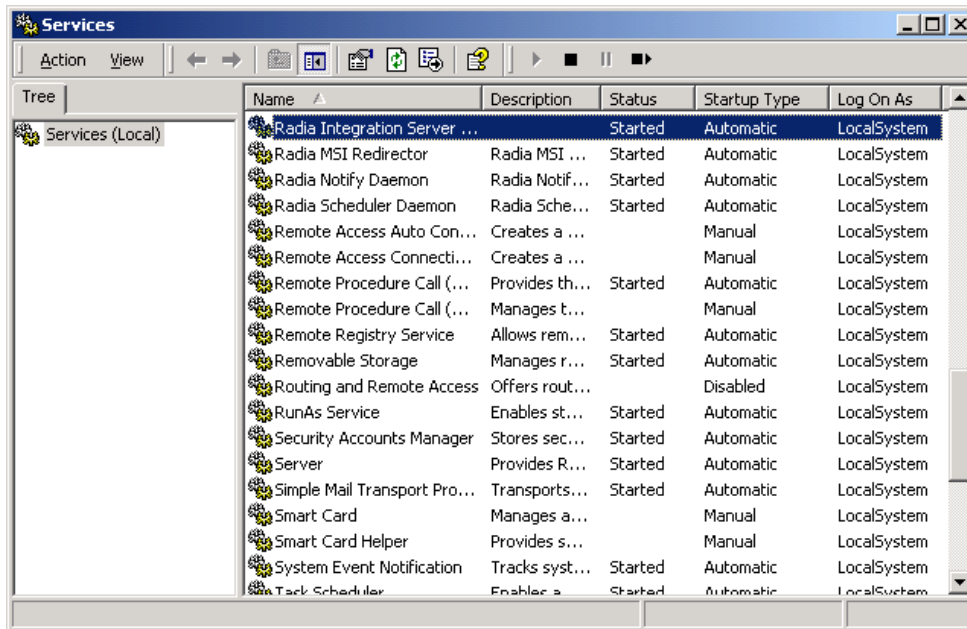 Services
Action View
Tree
Name Description Status Startup Type Log On As
Services (Local)
Radia Integration Server ... Started Automatic LocalSystem
Radia MSI Redirector Radia MSI ... Started Automatic LocalSystem
Radia Notify Daemon Radia Notif... Started Automatic LocalSystem
Radia Scheduler Daemon Radia Sche... Started Automatic LocalSystem
Remote Access Auto Con... Creates a ... Manual LocalSystem
Remote Access Connecti... Creates a ... Manual LocalSystem
Remote Procedure Call (... Provides th... Started Automatic LocalSystem
Remote Procedure Call (... Manages t... Manual LocalSystem
Remote Registry Service Allows rem... Started Automatic LocalSystem
Removable Storage Manages r... Started Automatic LocalSystem
Routing and Remote Access Offers rout... Disabled LocalSystem
RunAs Service Enables st... Started Automatic LocalSystem
Security Accounts Manager Stores sec... Started Automatic LocalSystem
Server Provides R... Started Automatic LocalSystem
Simple Mail Transport Pro... Transports... Started Automatic LocalSystem
Smart Card Manages a... Manual LocalSystem
Smart Card Helper Provides s... Manual LocalSystem
System Event Notification Tracks syst... Started Automatic LocalSystem
Task Scheduler Enables a ... Started Automatic LocalSystem